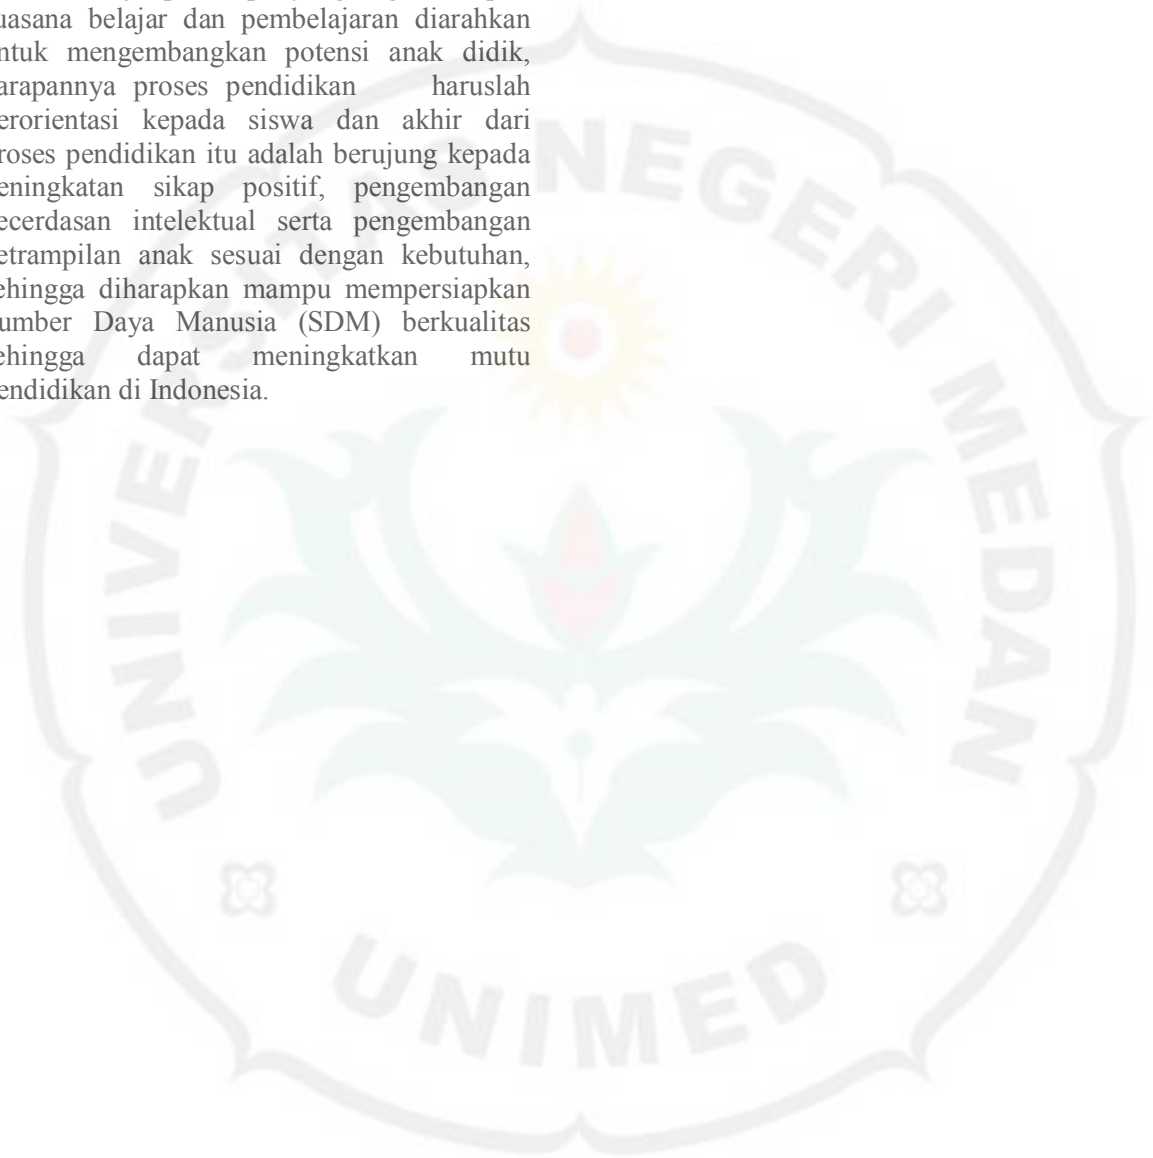 uasana belajar dan pembelajaran diarahkan
ntuk mengembangkan potensi anak didik,
arapannya proses pendidikan haruslah
erorientasi kepada siswa dan akhir dari
roses pendidikan itu adalah berujung kepada
eningkatan sikap positif, pengembangan
ecerdasan intelektual serta pengembangan
etrampilan anak sesuai dengan kebutuhan,
ehingga diharapkan mampu mempersiapkan
umber Daya Manusia (SDM) berkualitas
ehingga dapat meningkatkan mutu
endidikan di Indonesia.
UNIVERSITAS NEGERI MEDAN
UNIMED